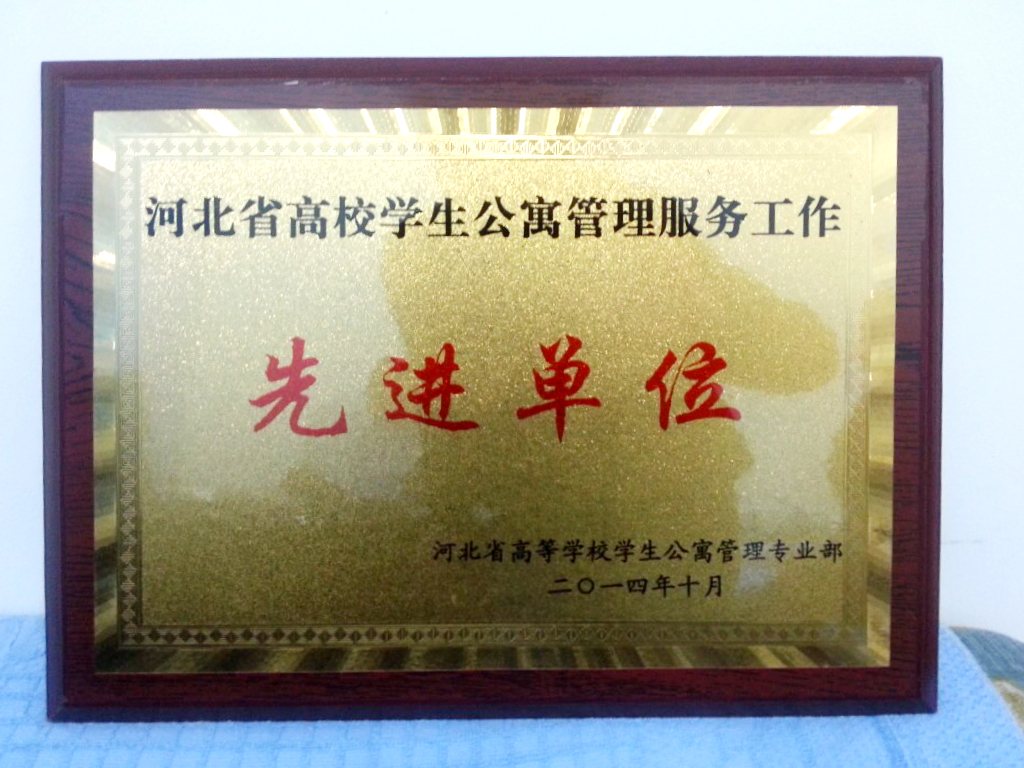 河北省高校学生公寓管理服务工作
先进单位
河北省高等学校学生公寓管理专业部
二〇一四年十月